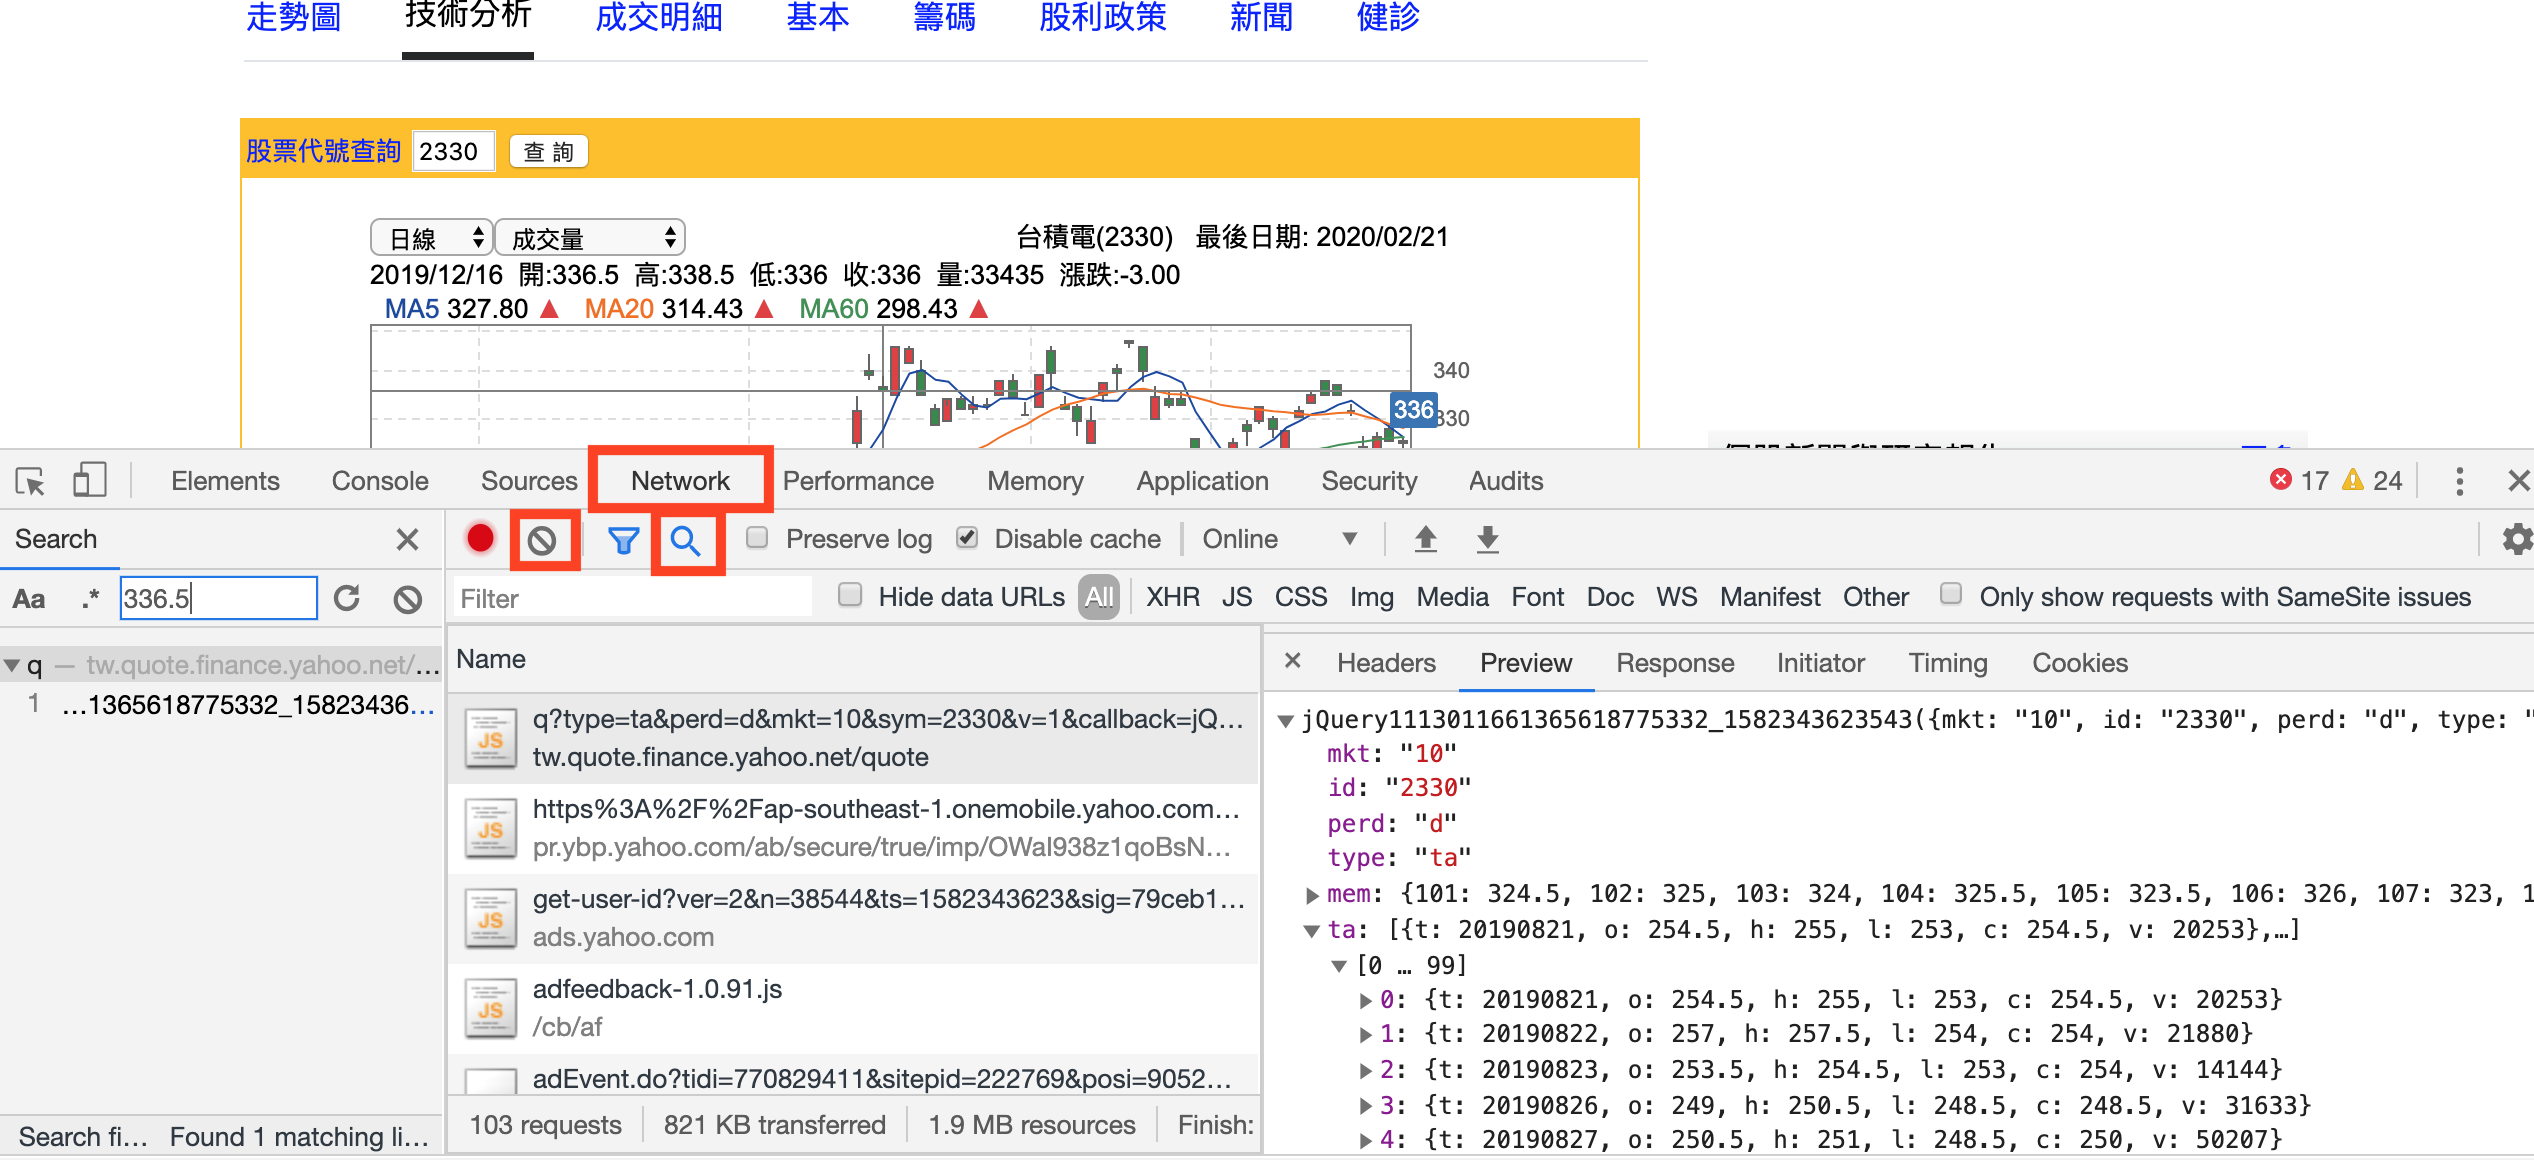 走勢圖 技術分析 成交明細 基本 籌碼 股利政策 新聞 健診
股票代號查詢 2330 查 詢
日線 成交量 台積電(2330) 最後日期: 2020/02/21
2019/12/16 開:336.5 高:338.5 低:336 收:336 量:33435 漲跌:-3.00
MA5 327.80 ▲ MA20 314.43 ▲ MA60 298.43 ▲
340
336
330
Elements Console Sources Network Performance Memory Application Security Audits 17 24
Search
Preserve log Disable cache Online
Aa .* 336.5
Filter Hide data URLs All XHR JS CSS Img Media Font Doc WS Manifest Other Only show requests with SameSite issues
q — tw.quote.finance.yahoo.net/…
1 …1365618775332_15823436…
Name
q?type=ta&perd=d&mkt=10&sym=2330&v=1&callback=jQ…
tw.quote.finance.yahoo.net/quote
https%3A%2F%2Fap-southeast-1.onemobile.yahoo.com…
pr.ybp.yahoo.com/ab/secure/true/imp/OWal938z1qoBsN…
get-user-id?ver=2&n=38544&ts=1582343623&sig=79ceb1…
ads.yahoo.com
adfeedback-1.0.91.js
/cb/af
adEvent.do?tidi=770829411&sitepid=222769&posi=9052…
103 requests 821 KB transferred 1.9 MB resources Finish:
Search fi… Found 1 matching li…
Headers Preview Response Initiator Timing Cookies
jQuery1113011661365618775332_1582343623543({mkt: "10", id: "2330", perd: "d", type: "
mkt: "10"
id: "2330"
perd: "d"
type: "ta"
mem: {101: 324.5, 102: 325, 103: 324, 104: 325.5, 105: 323.5, 106: 326, 107: 323, 1
ta: [{t: 20190821, o: 254.5, h: 255, l: 253, c: 254.5, v: 20253},…]
[0 … 99]
0: {t: 20190821, o: 254.5, h: 255, l: 253, c: 254.5, v: 20253}
1: {t: 20190822, o: 257, h: 257.5, l: 254, c: 254, v: 21880}
2: {t: 20190823, o: 253.5, h: 254.5, l: 253, c: 254, v: 14144}
3: {t: 20190826, o: 249, h: 250.5, l: 248.5, c: 248.5, v: 31633}
4: {t: 20190827, o: 250.5, h: 251, l: 248.5, c: 250, v: 50207}